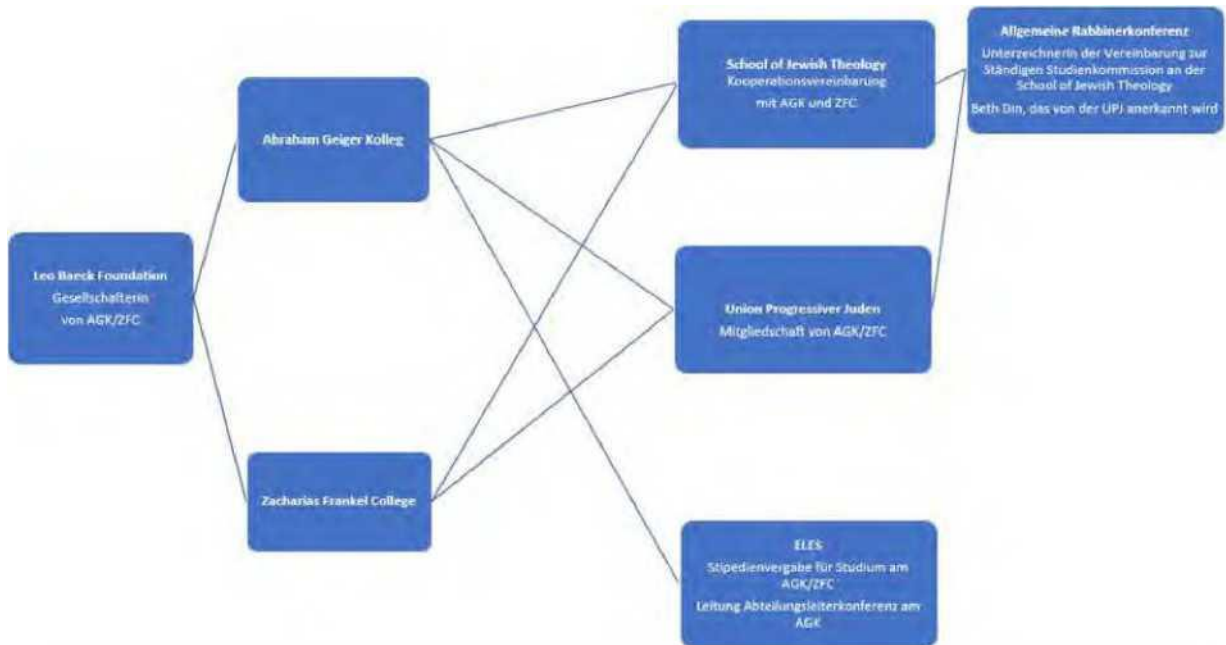 Leo Baeck Foundation
Gesellschafterin
von AGK/ZFC
Abraham Geiger Kolleg
Zacharias Frankel College
School of Jewish Theology
Kooperationsvereinbarung
mit AGK und ZFC
Union Progressiver Juden
Mitgliedschaft von AGK/ZFC
ELES
Stipedienvergabe für Studium am
AGK/ZFC
Leitung Abteilungsleiterkonferenz am
AGK
Allgemeine Rabbinerkonferenz
Unterzeichnerin der Vereinbarung zur
Ständigen Studienkommission an der
School of Jewish Theology
Beth Din, das von der UPJ anerkannt wird